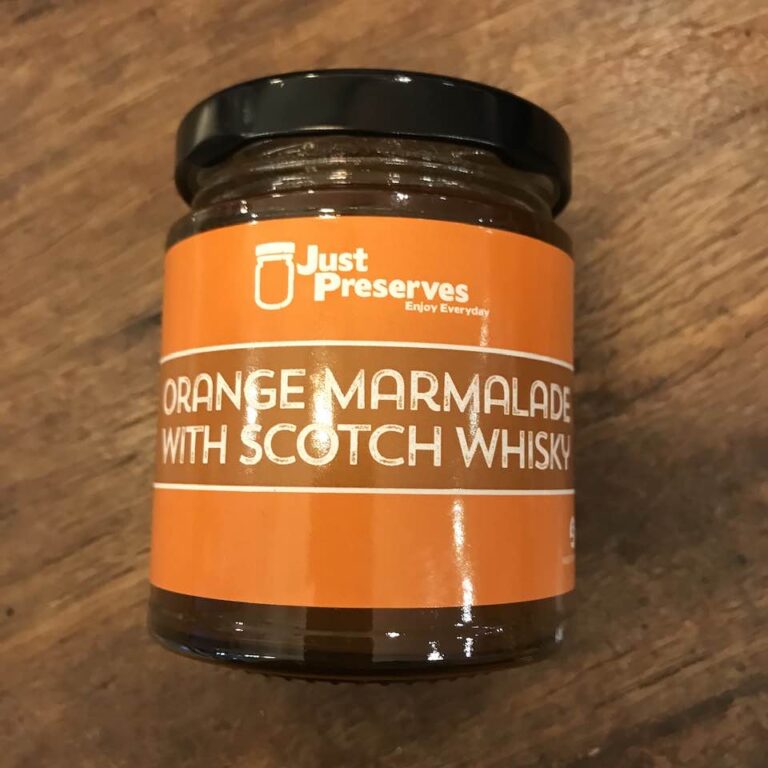 Just
Preserves
Enjoy Everyday
ORANGE MARMALADE
WITH SCOTCH WHISKY